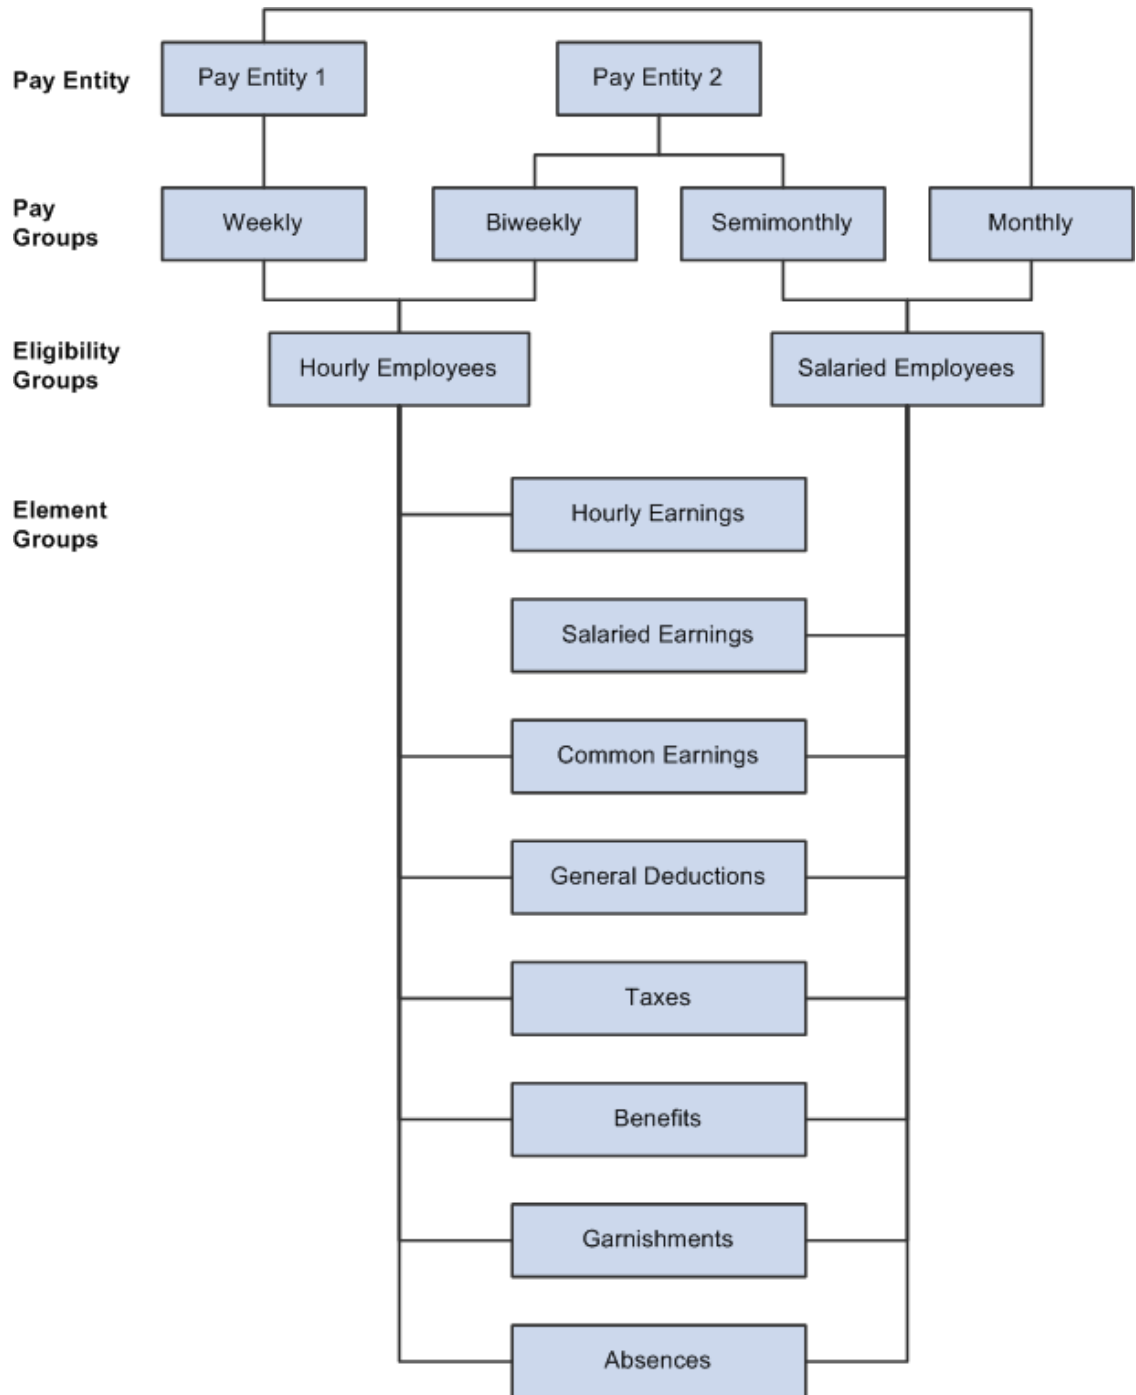 Pay Entity
Pay Entity 1
Pay Entity 2
Pay
Groups
Weekly
Biweekly
Semimonthly
Monthly
Eligibility
Groups
Hourly Employees
Salaried Employees
Element
Groups
Hourly Earnings
Salaried Earnings
Common Earnings
General Deductions
Taxes
Benefits
Garnishments
Absences